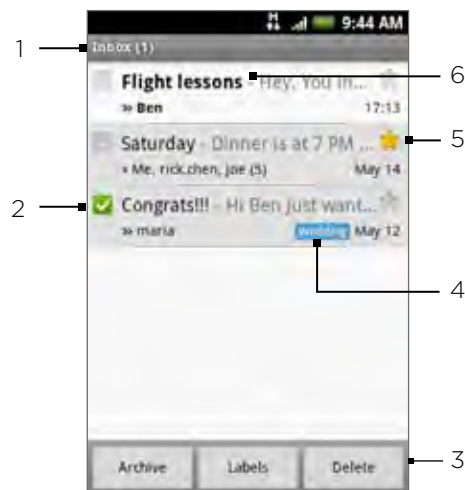 9:44 AM
1
Inbox (1)
6
Flight lessons - Hey, You in...
» Ben 17:13
5
Saturday - Dinner is at 7 PM ...
» Me, rick.chen, joe (5) May 14
2
Congrats!!! - Hi Ben just want...
» maria Wedding May 12
4
3
Archive Labels Delete